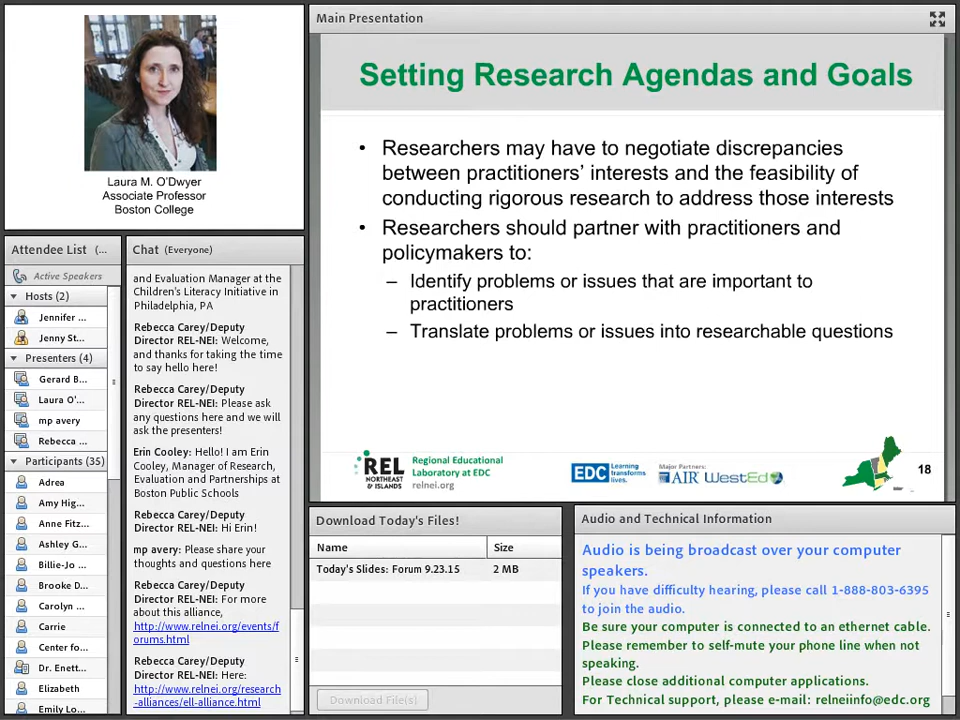 Laura M. O'Dwyer
Associate Professor
Boston College
Attendee List (...
Active Speakers
Hosts (2)
Jennifer ...
Jenny St...
Presenters (4)
Gerard B...
Laura O'...
mp avery
Rebecca ...
Participants (35)
Adrea
Amy Hig...
Anne Fitz...
Ashley G...
Billie-Jo ...
Brooke D...
Carolyn ...
Carrie
Center fo...
Dr. Enett...
Elizabeth
Emily Lo...
Chat (Everyone)
and Evaluation Manager at the
Children's Literacy Initiative in
Philadelphia, PA
Rebecca Carey/Deputy
Director REL-NEI: Welcome,
and thanks for taking the time
to say hello here!
Rebecca Carey/Deputy
Director REL-NEI: Please ask
any questions here and we will
ask the presenters!
Erin Cooley: Hello! I am Erin
Cooley, Manager of Research,
Evaluation and Partnerships at
Boston Public Schools
Rebecca Carey/Deputy
Director REL-NEI: Hi Erin!
mp avery: Please share your
thoughts and questions here
Rebecca Carey/Deputy
Director REL-NEI: For more
about this alliance,
http://www.relnei.org/events/f
orums.html
Rebecca Carey/Deputy
Director REL-NEI: Here:
http://www.relnei.org/research
-alliances/ell-alliance.html
Main Presentation
Setting Research Agendas and Goals
• Researchers may have to negotiate discrepancies
between practitioners' interests and the feasibility of
conducting rigorous research to address those interests
• Researchers should partner with practitioners and
policymakers to:
– Identify problems or issues that are important to
practitioners
– Translate problems or issues into researchable questions
REL
NORTHEAST
& ISLANDS
Regional Educational
Laboratory at EDC
relnei.org
EDC Learning
transforms
lives.
Major Partners:
AIR WestEd
18
Download Today's Files!
Name Size
Today's Slides: Forum 9.23.15 2 MB
Download File(s)
Audio and Technical Information
Audio is being broadcast over your computer
speakers.
If you have difficulty hearing, please call 1-888-803-6395
to join the audio.
Be sure your computer is connected to an ethernet cable.
Please remember to self-mute your phone line when not
speaking.
Please close additional computer applications.
For Technical support, please e-mail: relneiinfo@edc.org